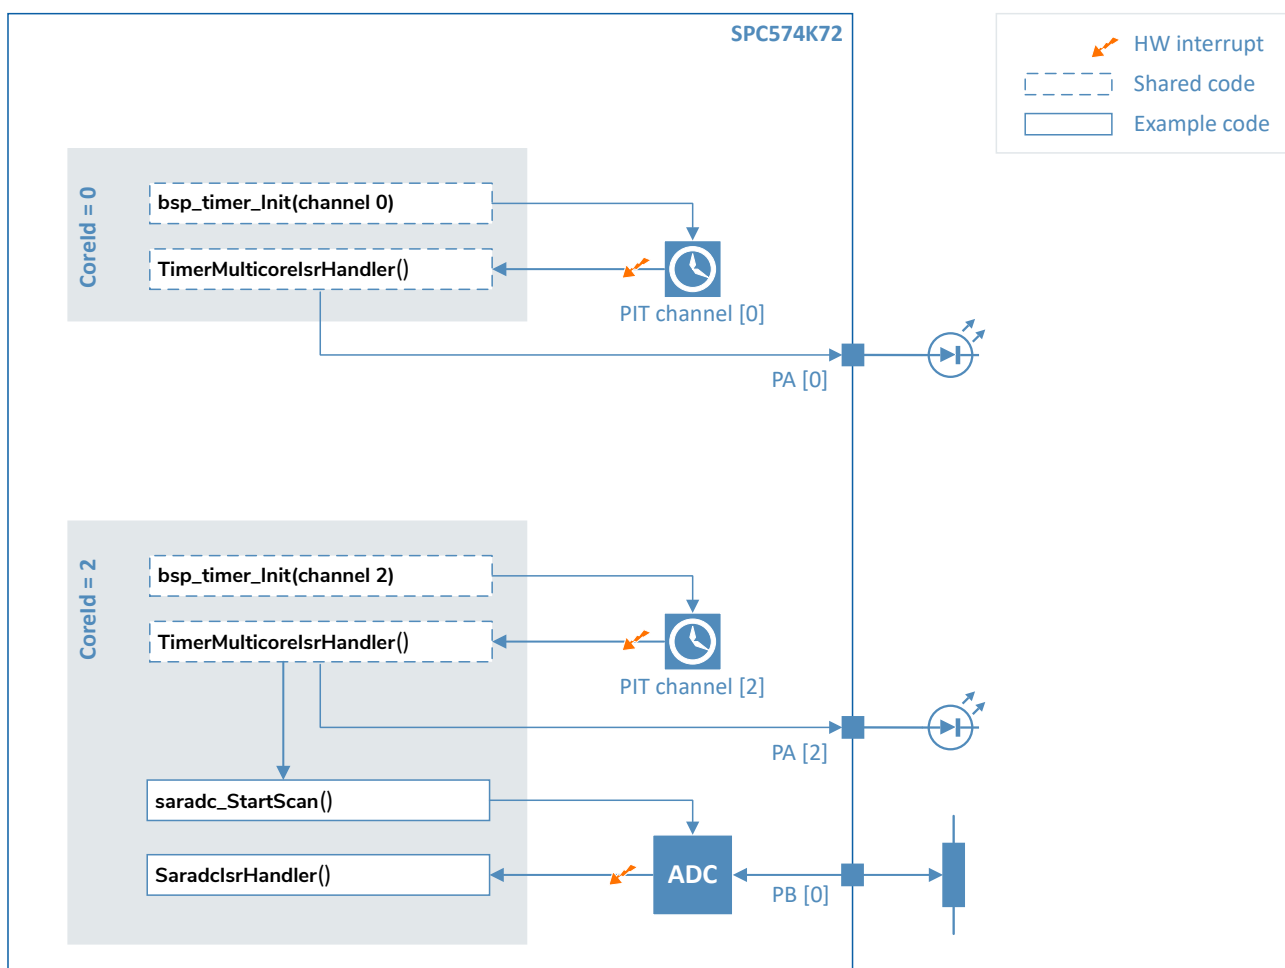 SPC574K72
HW interrupt
Shared code
Example code
CoreId = 0
bsp_timer_Init(channel 0)
TimerMulticoreIsrHandler()
PIT channel [0]
PA [0]
CoreId = 2
bsp_timer_Init(channel 2)
TimerMulticoreIsrHandler()
PIT channel [2]
PA [2]
saradc_StartScan()
SaradcIsrHandler()
ADC
PB [0]